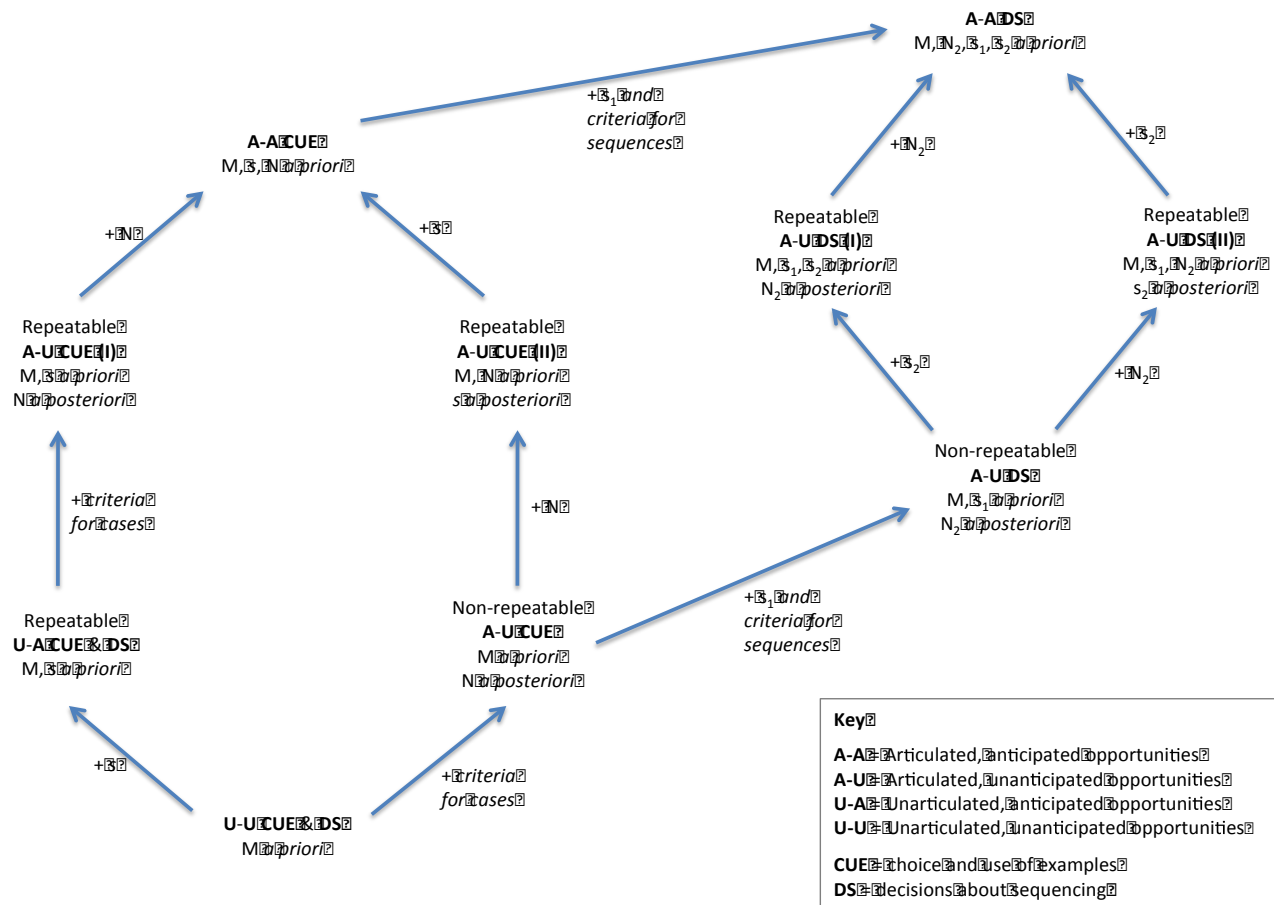 A-A DS
M, N₂, s₁, s₂ a priori
+ s₁ and
criteria for
sequences
A-A CUE
M, s, N a priori
+ N₂
+ s₂
+ N
+ s
Repeatable
A-U DS (I)
M, s₁, s₂ a priori
N₂ a posteriori
Repeatable
A-U DS (II)
M, s₁, N₂ a priori
s₂ a posteriori
Repeatable
A-U CUE (I)
M, s a priori
N a posteriori
Repeatable
A-U CUE (II)
M, N a priori
s a posteriori
+ s₂
+ N₂
Non-repeatable
A-U DS
M, s₁ a priori
N₂ a posteriori
+ criteria
for cases
+ N
+ s₁ and
criteria for
sequences
Repeatable
U-A CUE & DS
M, s a priori
Non-repeatable
A-U CUE
M a priori
N a posteriori
+ s
+ criteria
for cases
U-U CUE & DS
M a priori
Key
A-A = Articulated, anticipated opportunities
A-U = Articulated, unanticipated opportunities
U-A = Unarticulated, anticipated opportunities
U-U = Unarticulated, unanticipated opportunities
CUE = choice and use of examples
DS = decisions about sequencing